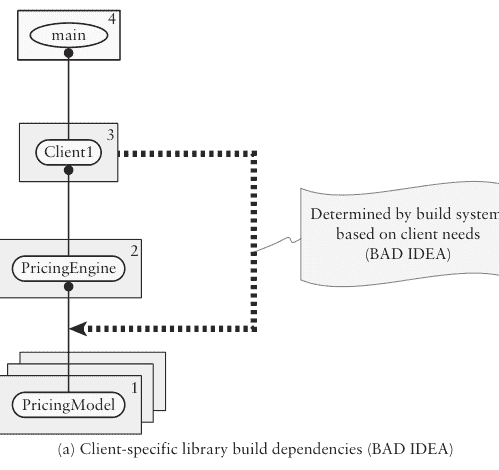 4
main
3
Client1
2
PricingEngine
Determined by build system
based on client needs
(BAD IDEA)
1
PricingModel
(a) Client-specific library build dependencies (BAD IDEA)